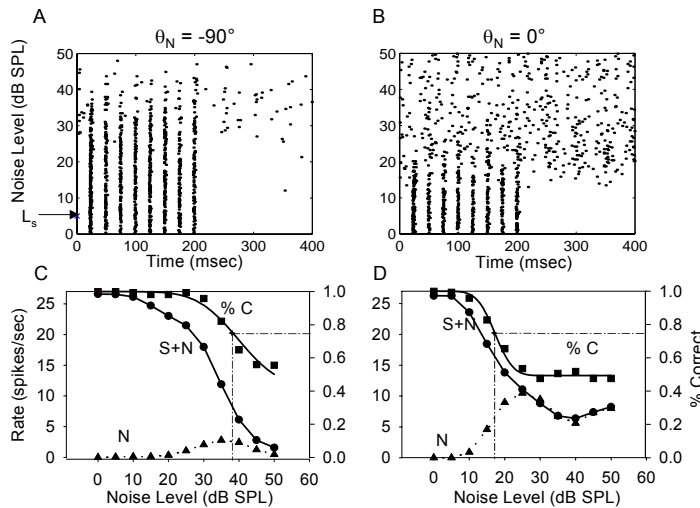 A
θN = -90°
Noise Level (dB SPL)
50
40
30
20
10
0
Ls
0 100 200 300 400
Time (msec)
B
θN = 0°
50
40
30
20
10
0
0 100 200 300 400
Time (msec)
C
Rate (spikes/sec)
25
20
15
10
5
0
% C
S+N
N
1.0
0.8
0.6
0.4
0.2
0.0
0 10 20 30 40 50 60
Noise Level (dB SPL)
D
25
20
15
10
5
0
S+N
% C
N
1.0
0.8
0.6
0.4
0.2
0.0
% Correct
0 10 20 30 40 50 60
Noise Level (dB SPL)